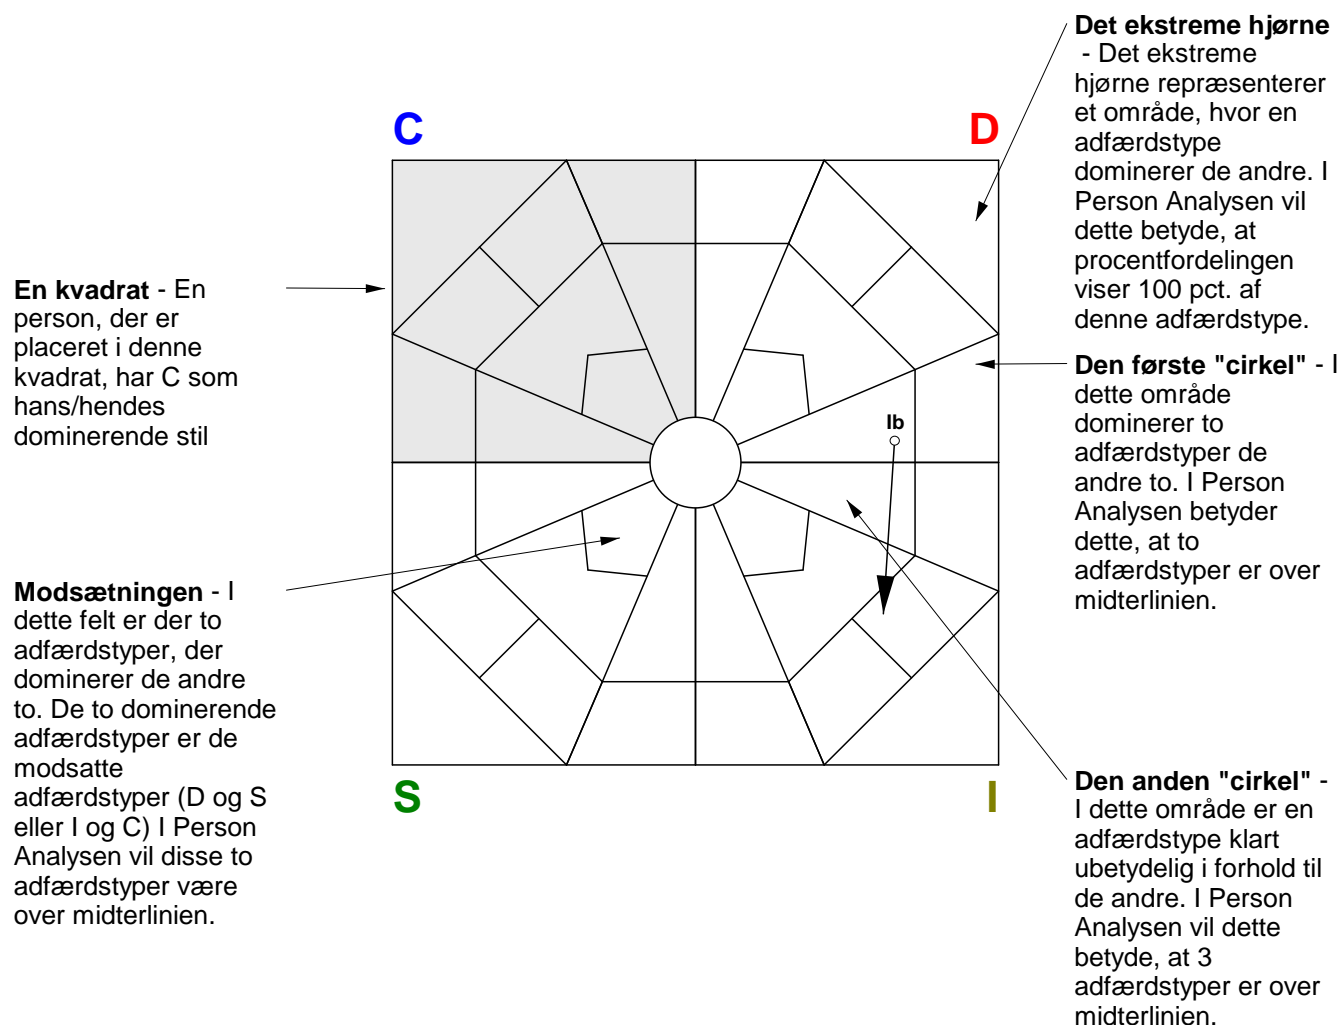 C
D
S
I
Ib
En kvadrat - En
person, der er
placeret i denne
kvadrat, har C som
hans/hendes
dominerende stil
Modsætningen - I
dette felt er der to
adfærdstyper, der
dominerer de andre
to. De to dominerende
adfærdstyper er de
modsatte
adfærdstyper (D og S
eller I og C) I Person
Analysen vil disse to
adfærdstyper være
over midterlinien.
Det ekstreme hjørne
- Det ekstreme
hjørne repræsenterer
et område, hvor en
adfærdstype
dominerer de andre. I
Person Analysen vil
dette betyde, at
procentfordelingen
viser 100 pct. af
denne adfærdstype.
Den første "cirkel" - I
dette område
dominerer to
adfærdstyper de
andre to. I Person
Analysen betyder
dette, at to
adfærdstyper er over
midterlinien.
Den anden "cirkel" -
I dette område er en
adfærdstype klart
ubetydelig i forhold til
de andre. I Person
Analysen vil dette
betyde, at 3
adfærdstyper er over
midterlinien.